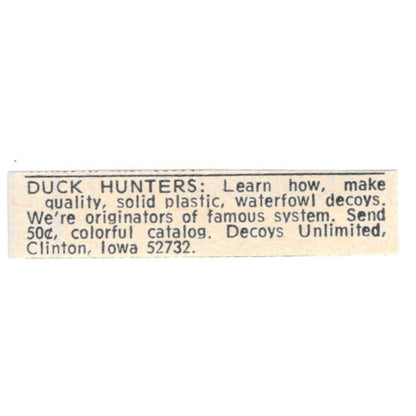 DUCK HUNTERS: Learn how, make
quality, solid plastic, waterfowl decoys.
We're originators of famous system. Send
50¢, colorful catalog. Decoys Unlimited,
Clinton, Iowa 52732.